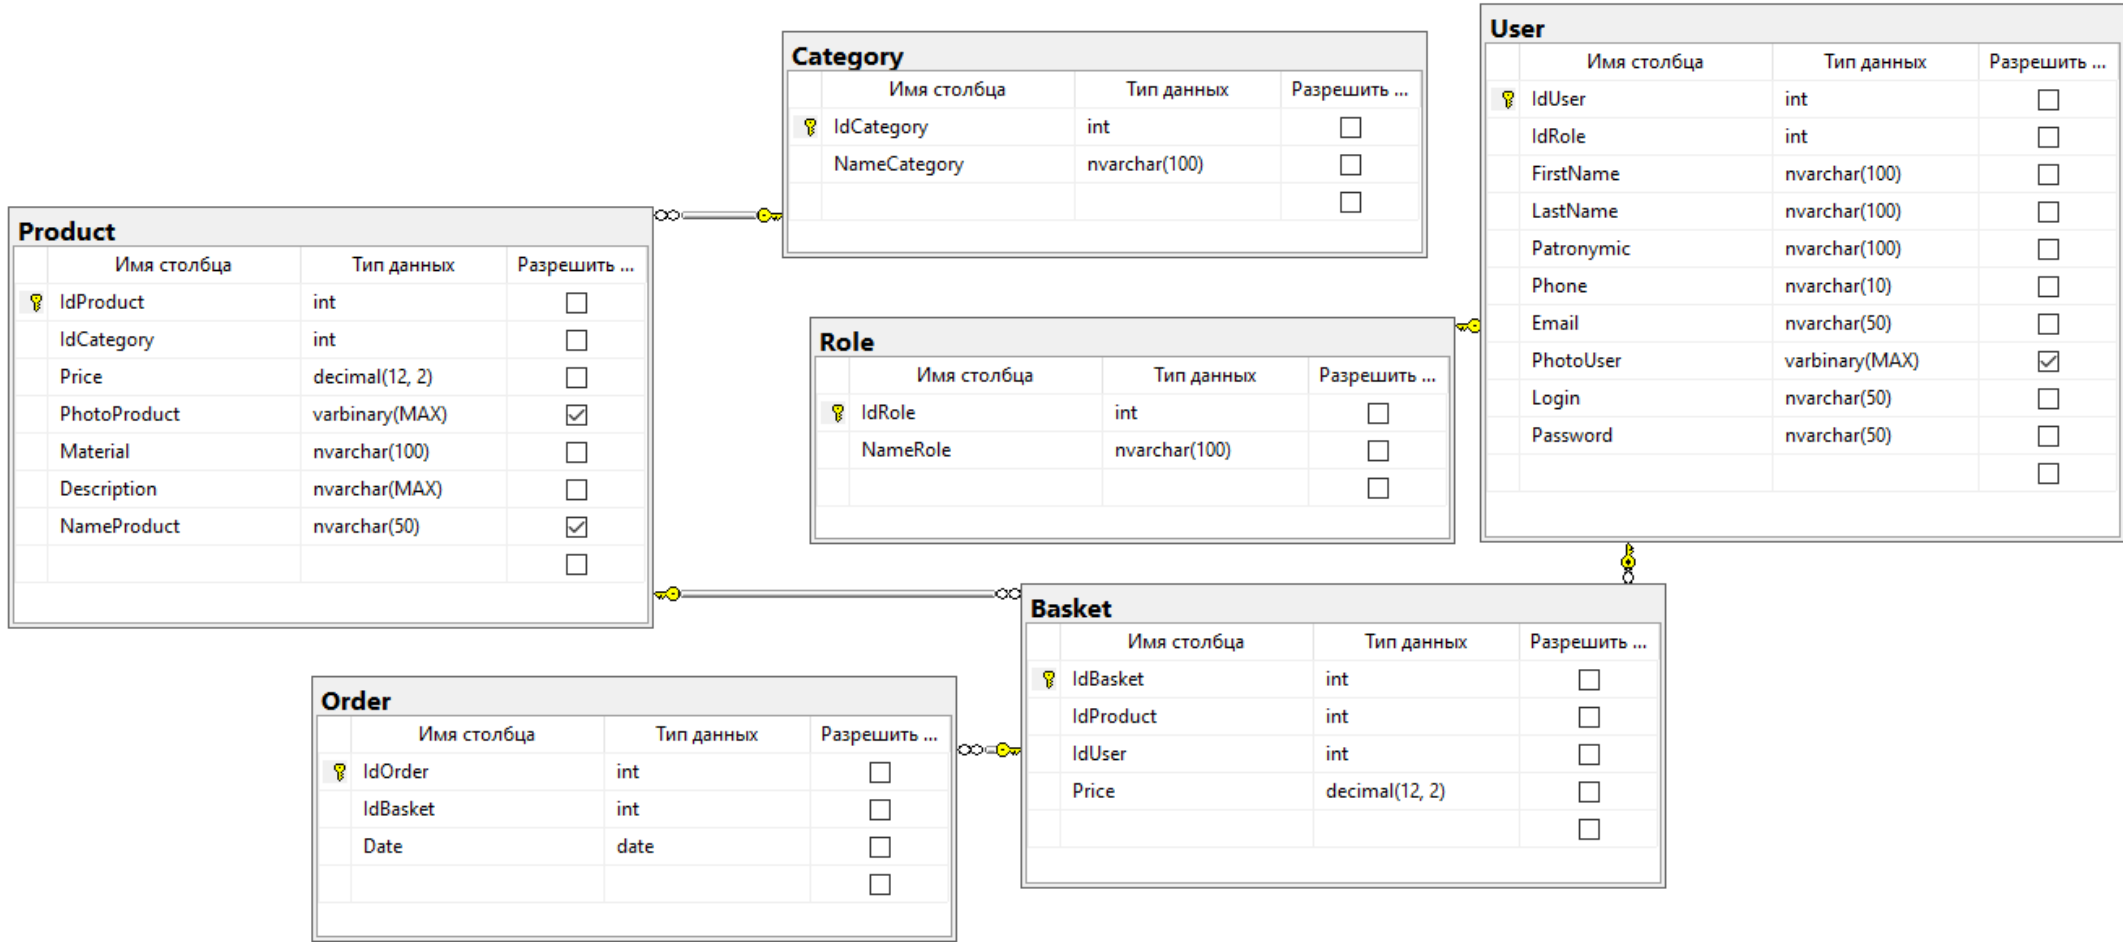 Category
Имя столбца Тип данных Разрешить ...
IdCategory int
NameCategory nvarchar(100)
User
Имя столбца Тип данных Разрешить ...
IdUser int
IdRole int
FirstName nvarchar(100)
LastName nvarchar(100)
Patronymic nvarchar(100)
Phone nvarchar(10)
Email nvarchar(50)
PhotoUser varbinary(MAX)
Login nvarchar(50)
Password nvarchar(50)
Product
Имя столбца Тип данных Разрешить ...
IdProduct int
IdCategory int
Price decimal(12, 2)
PhotoProduct varbinary(MAX)
Material nvarchar(100)
Description nvarchar(MAX)
NameProduct nvarchar(50)
Role
Имя столбца Тип данных Разрешить ...
IdRole int
NameRole nvarchar(100)
Basket
Имя столбца Тип данных Разрешить ...
IdBasket int
IdProduct int
IdUser int
Price decimal(12, 2)
Order
Имя столбца Тип данных Разрешить ...
IdOrder int
IdBasket int
Date date